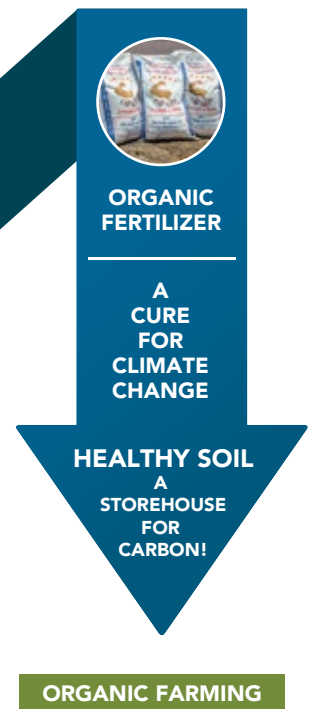 ORGANIC
FERTILIZER
A
CURE
FOR
CLIMATE
CHANGE
HEALTHY SOIL
A
STOREHOUSE
FOR
CARBON!
ORGANIC FARMING